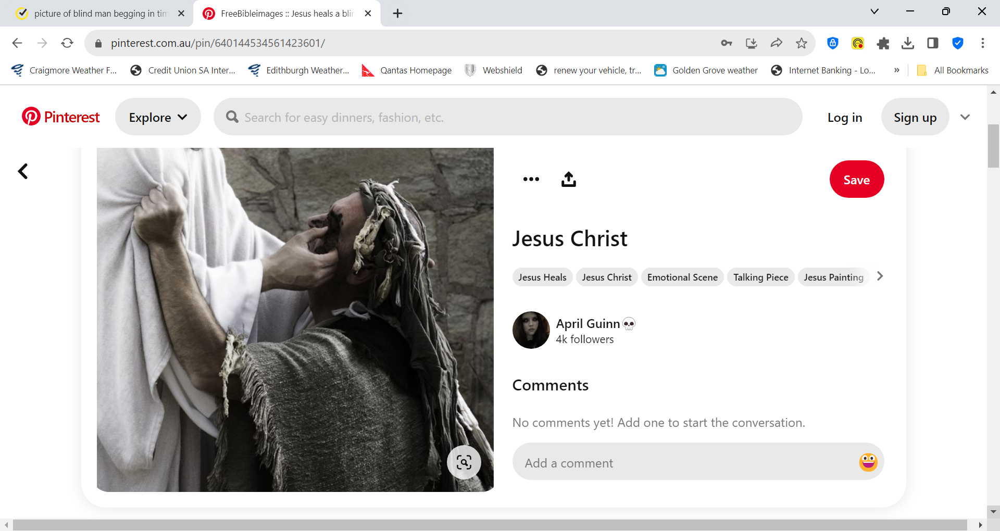 picture of blind man begging in tim
FreeBibleimages :: Jesus heals a blin
pinterest.com.au/pin/640144534561423601/
Craigmore Weather F...
Credit Union SA Inter...
Edithburgh Weather...
Qantas Homepage
Webshield
renew your vehicle, tr...
Golden Grove weather
Internet Banking - Lo...
»
All Bookmarks
Pinterest
Explore
Search for easy dinners, fashion, etc.
Log in
Sign up
Save
Jesus Christ
Jesus Heals
Jesus Christ
Emotional Scene
Talking Piece
Jesus Painting
April Guinn💀
4k followers
Comments
No comments yet! Add one to start the conversation.
Add a comment